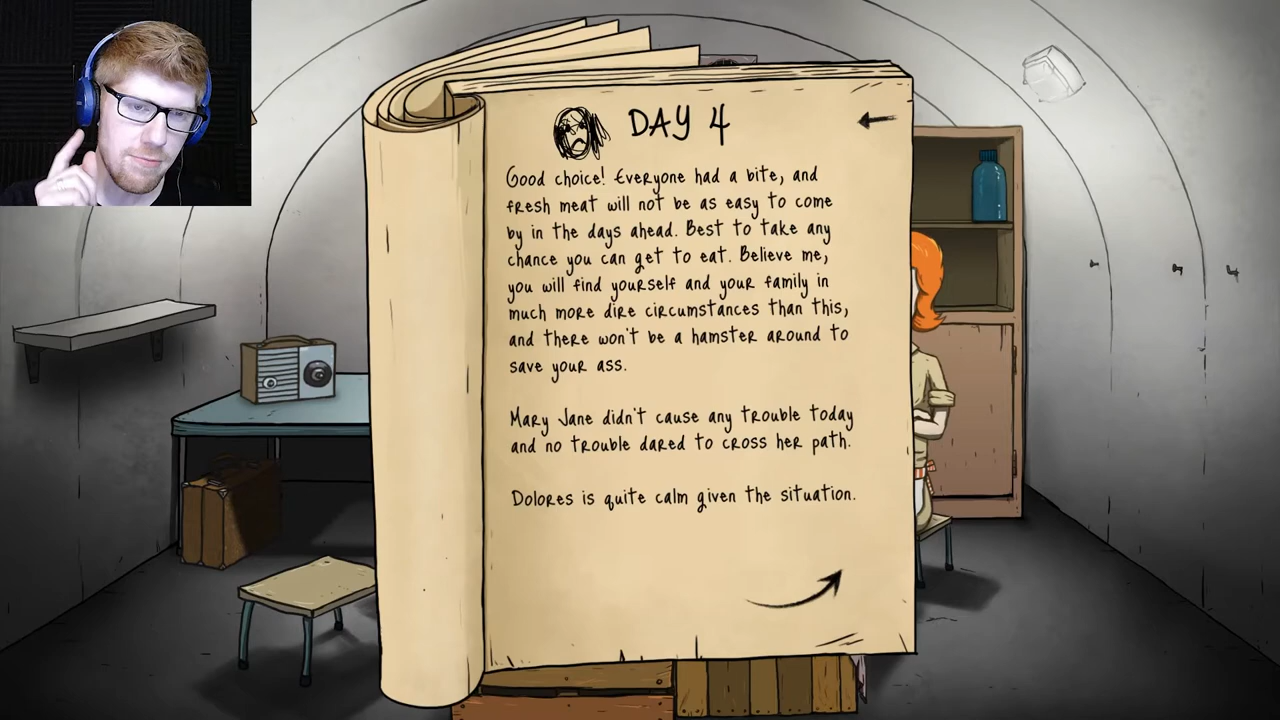 DAY 4
Good choice! Everyone had a bite, and
fresh meat will not be as easy to come
by in the days ahead. Best to take any
chance you can get to eat. Believe me,
you will find yourself and your family in
much more dire circumstances than this,
and there won't be a hamster around to
save your ass.
Mary Jane didn't cause any trouble today
and no trouble dared to cross her path.
Dolores is quite calm given the situation.